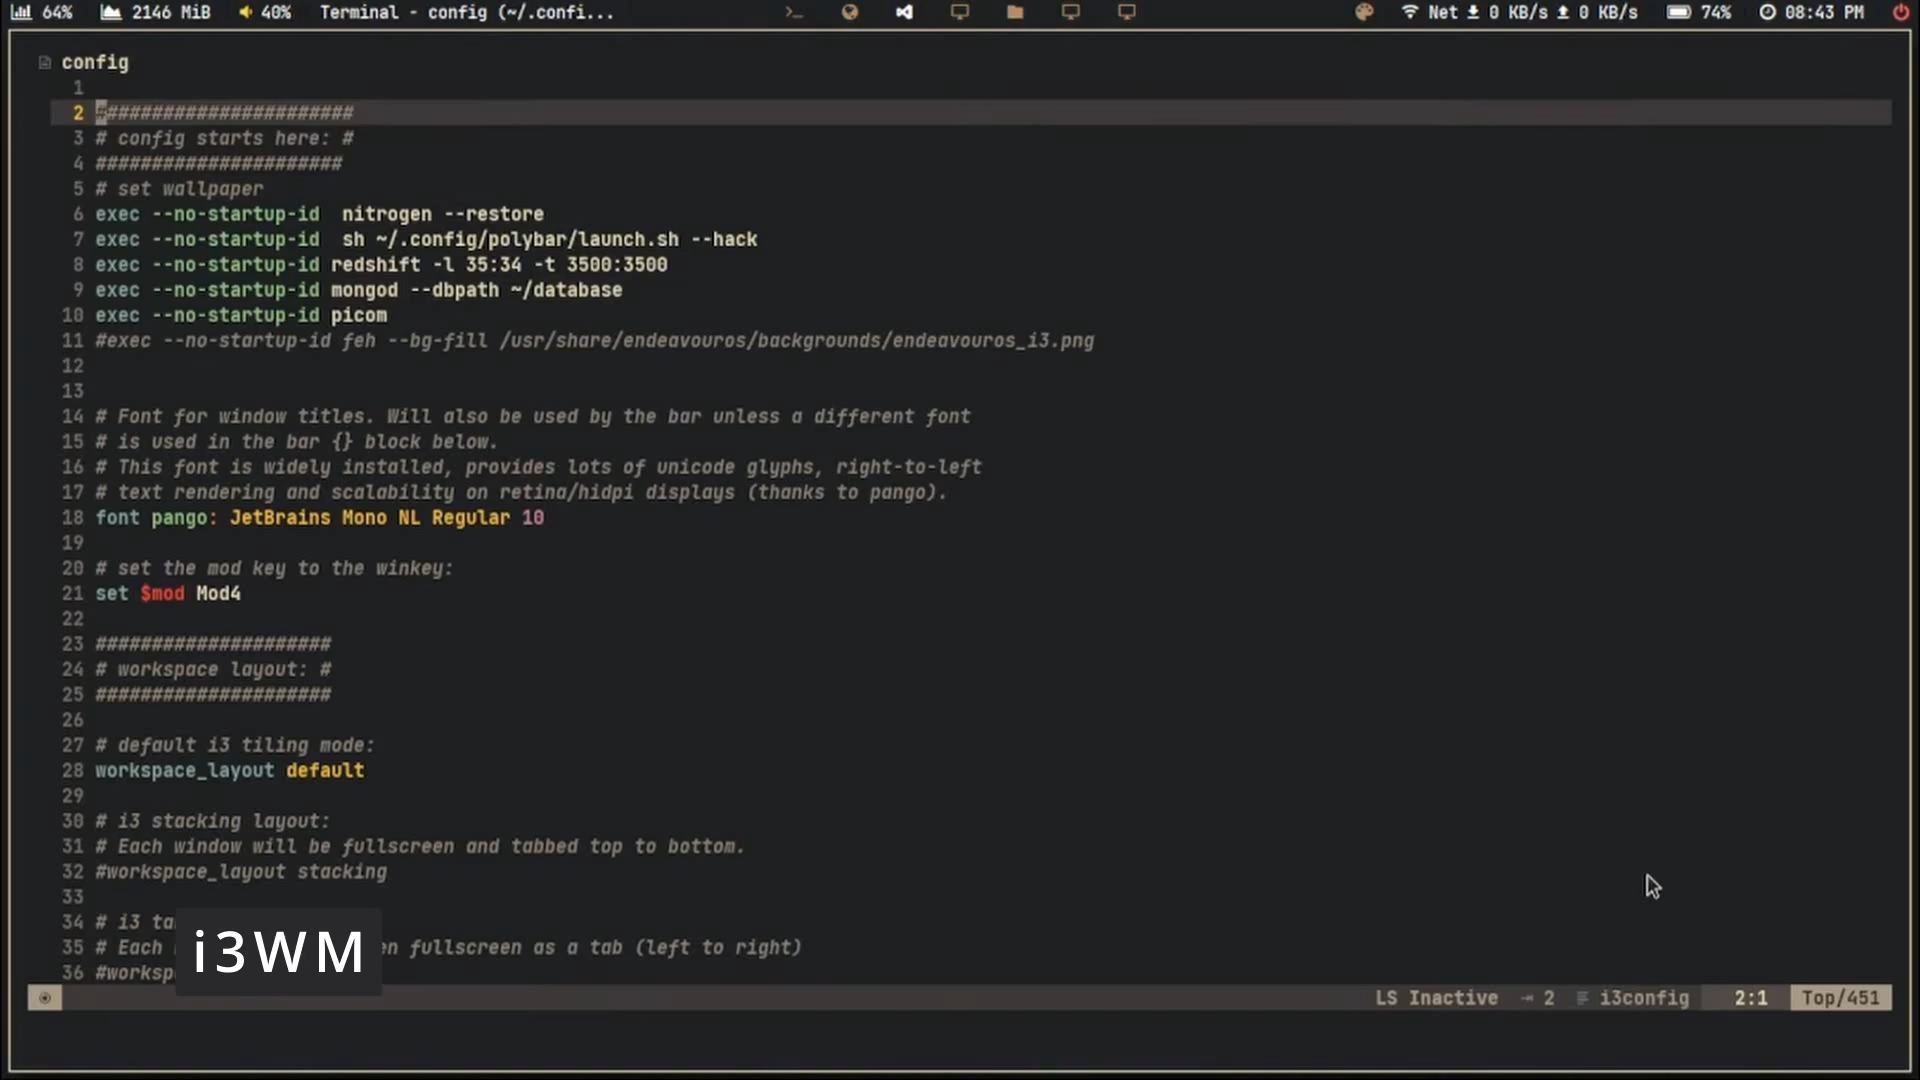 64% 2146 MiB 40% Terminal - config (~/.confi... Net 0 KB/s 0 KB/s 74% 08:43 PM
config
1
2 #######################
3 # config starts here: #
4 ######################
5 # set wallpaper
6 exec --no-startup-id  nitrogen --restore
7 exec --no-startup-id  sh ~/.config/polybar/launch.sh --hack
8 exec --no-startup-id redshift -l 35:34 -t 3500:3500
9 exec --no-startup-id mongod --dbpath ~/database
10 exec --no-startup-id picom
11 #exec --no-startup-id feh --bg-fill /usr/share/endeavouros/backgrounds/endeavouros_i3.png
12
13
14 # Font for window titles. Will also be used by the bar unless a different font
15 # is used in the bar {} block below.
16 # This font is widely installed, provides lots of unicode glyphs, right-to-left
17 # text rendering and scalability on retina/hidpi displays (thanks to pango).
18 font pango: JetBrains Mono NL Regular 10
19
20 # set the mod key to the winkey:
21 set $mod Mod4
22
23 #####################
24 # workspace layout: #
25 #####################
26
27 # default i3 tiling mode:
28 workspace_layout default
29
30 # i3 stacking layout:
31 # Each window will be fullscreen and tabbed top to bottom.
32 #workspace_layout stacking
33
34 # i3 ta
35 # Each en fullscreen as a tab (left to right)
36 #worksp
i3WM
LS Inactive 2 i3config 2:1 Top/451